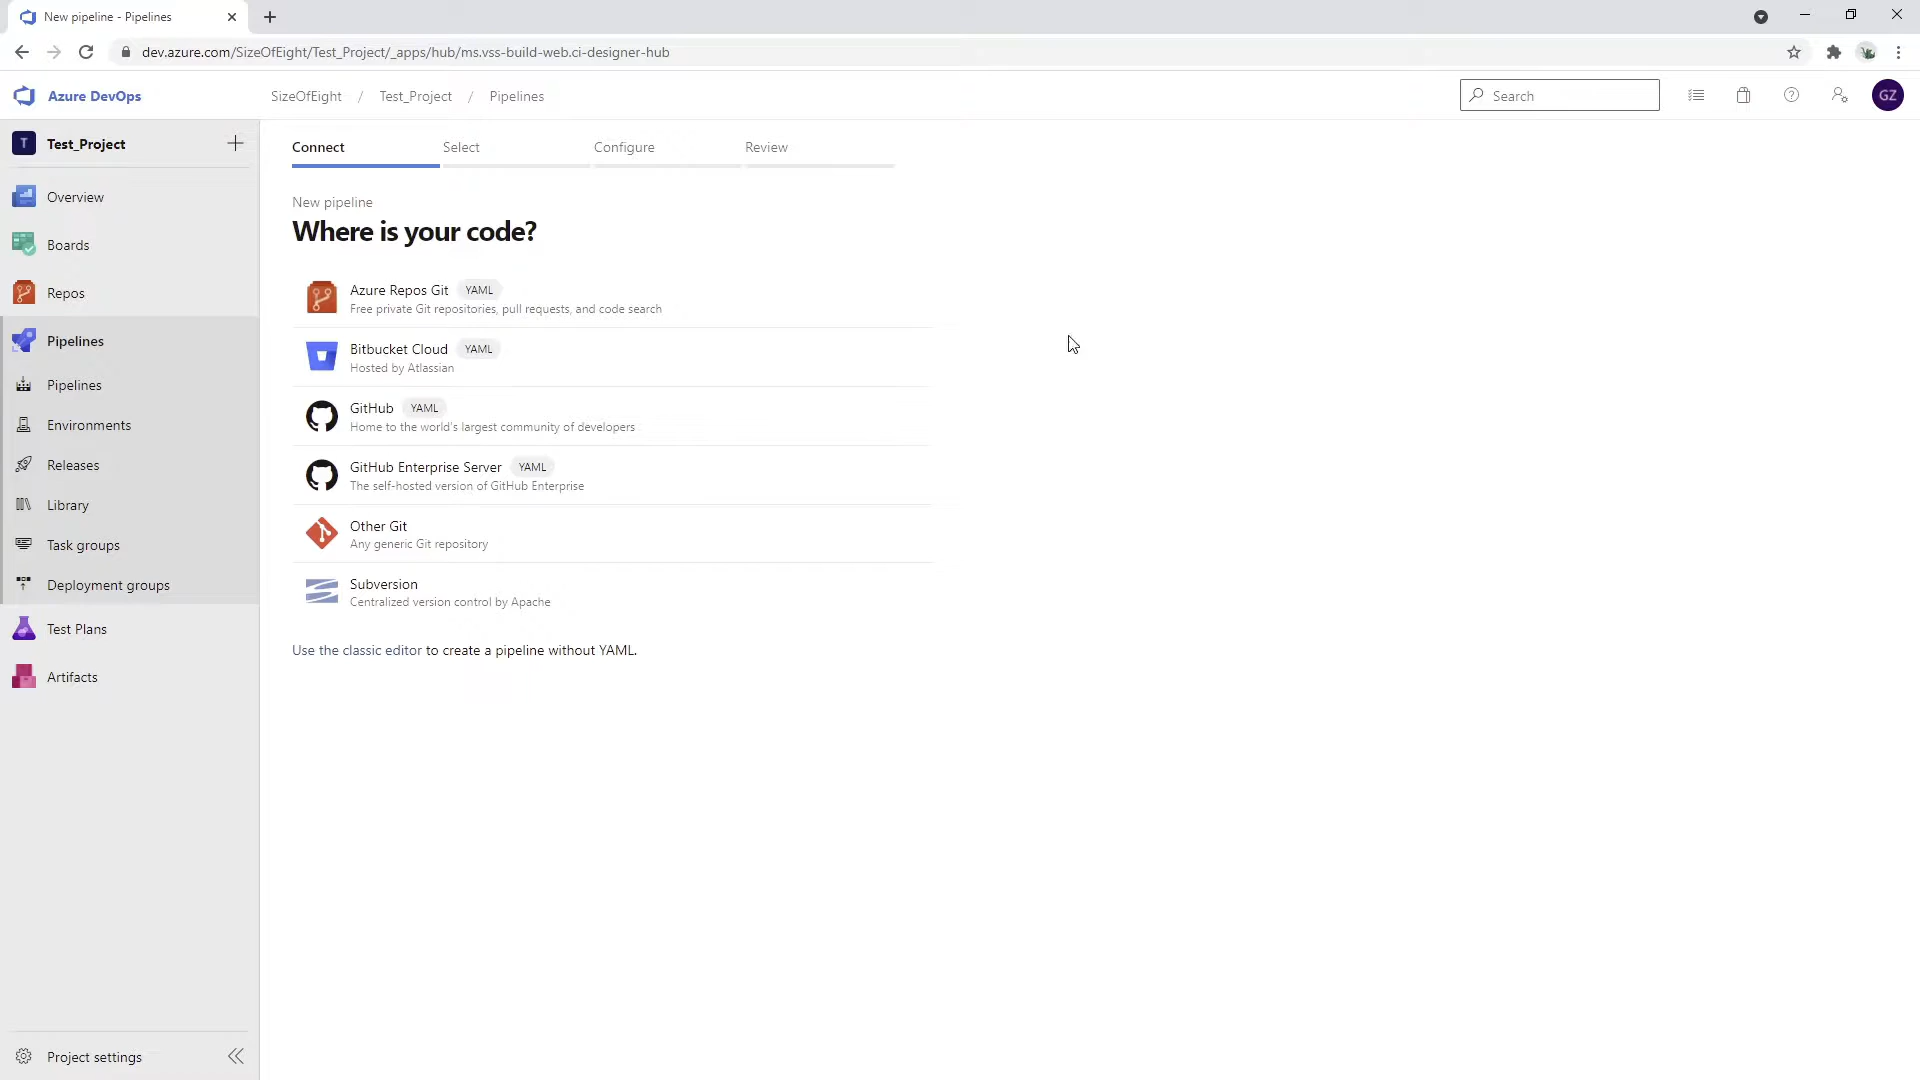 New pipeline - Pipelines
dev.azure.com/SizeOfEight/Test_Project/_apps/hub/ms.vss-build-web.ci-designer-hub
Azure DevOps
SizeOfEight / Test_Project / Pipelines
Search
GZ
T Test_Project
Overview
Boards
Repos
Pipelines
Pipelines
Environments
Releases
Library
Task groups
Deployment groups
Test Plans
Artifacts
Project settings
Connect Select Configure Review
New pipeline
Where is your code?
Azure Repos Git YAML
Free private Git repositories, pull requests, and code search
Bitbucket Cloud YAML
Hosted by Atlassian
GitHub YAML
Home to the world's largest community of developers
GitHub Enterprise Server YAML
The self-hosted version of GitHub Enterprise
Other Git
Any generic Git repository
Subversion
Centralized version control by Apache
Use the classic editor to create a pipeline without YAML.